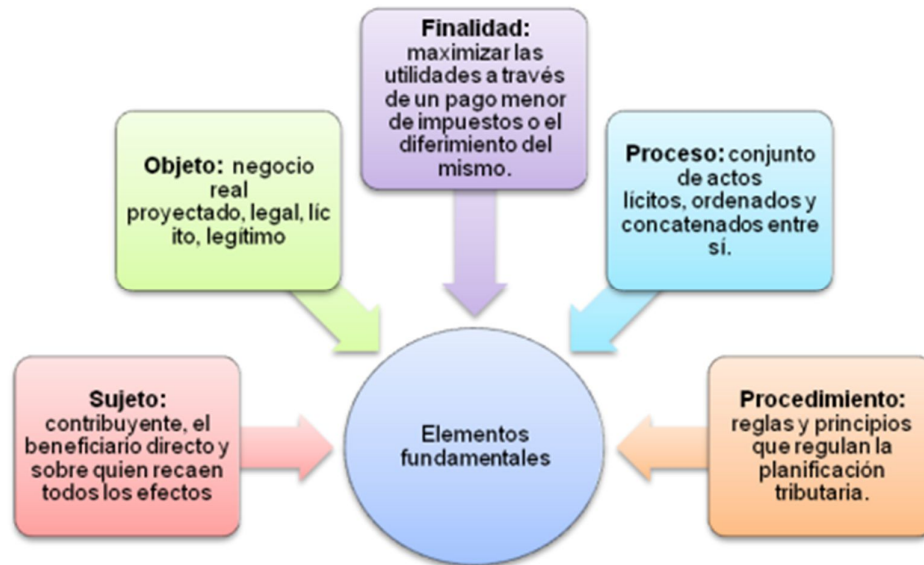 Sujeto:
contribuyente, el
beneficiario directo y
sobre quien recaen
todos los efectos
Objeto: negocio
real
proyectado, legal, líc
ito, legítimo
Finalidad:
maximizar las
utilidades a través
de un pago menor
de impuestos o el
diferimiento del
mismo.
Proceso: conjunto
de actos
lícitos, ordenados y
concatenados entre
sí.
Procedimiento:
reglas y principios
que regulan la
planificación
tributaria.
Elementos
fundamentales